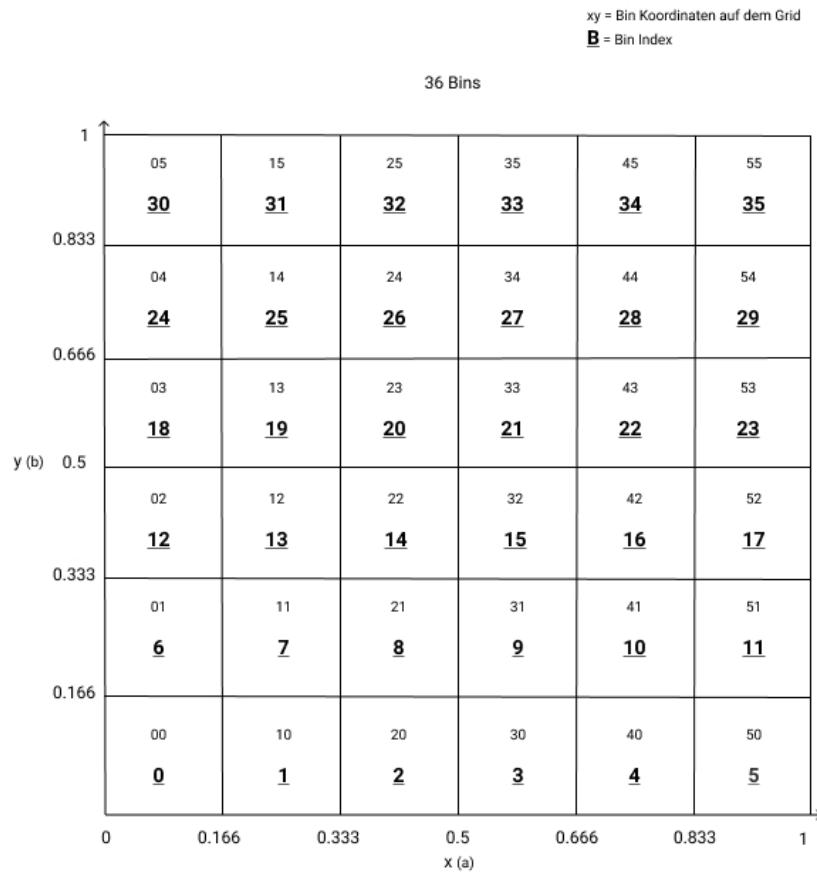 xy = Bin Koordinaten auf dem Grid
B = Bin Index
36 Bins
1
05 15 25 35 45 55
30 31 32 33 34 35
0.833
04 14 24 34 44 54
24 25 26 27 28 29
0.666
03 13 23 33 43 53
18 19 20 21 22 23
y (b) 0.5
02 12 22 32 42 52
12 13 14 15 16 17
0.333
01 11 21 31 41 51
6 7 8 9 10 11
0.166
00 10 20 30 40 50
0 1 2 3 4 5
0 0.166 0.333 0.5 0.666 0.833 1
x (a)